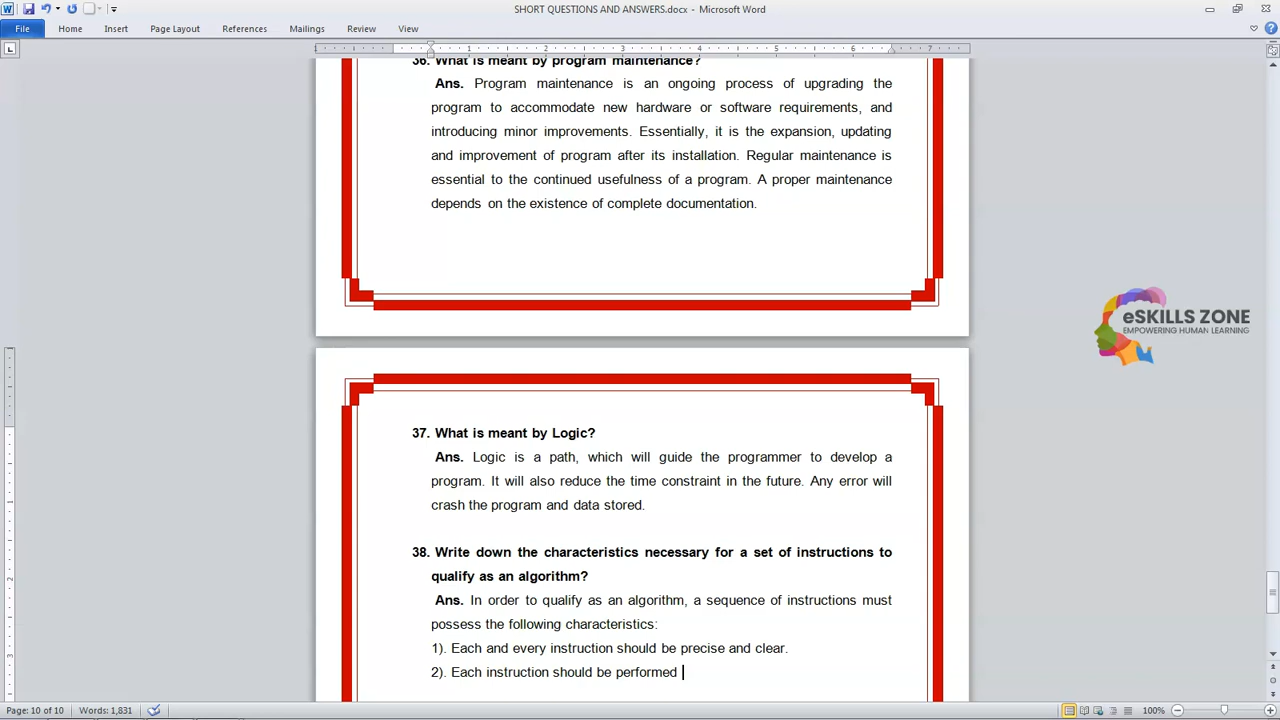 SHORT QUESTIONS AND ANSWERS.docx - Microsoft Word
File Home Insert Page Layout References Mailings Review View
1 1 2 3 4 5 6 7
36. What is meant by program maintenance?
Ans. Program maintenance is an ongoing process of upgrading the
program to accommodate new hardware or software requirements, and
introducing minor improvements. Essentially, it is the expansion, updating
and improvement of program after its installation. Regular maintenance is
essential to the continued usefulness of a program. A proper maintenance
depends on the existence of complete documentation.
eSKILLS ZONE
EMPOWERING HUMAN LEARNING
37. What is meant by Logic?
Ans. Logic is a path, which will guide the programmer to develop a
program. It will also reduce the time constraint in the future. Any error will
crash the program and data stored.
38. Write down the characteristics necessary for a set of instructions to
qualify as an algorithm?
Ans. In order to qualify as an algorithm, a sequence of instructions must
possess the following characteristics:
1). Each and every instruction should be precise and clear.
2). Each instruction should be performed
Page: 10 of 10 Words: 1,831 100%